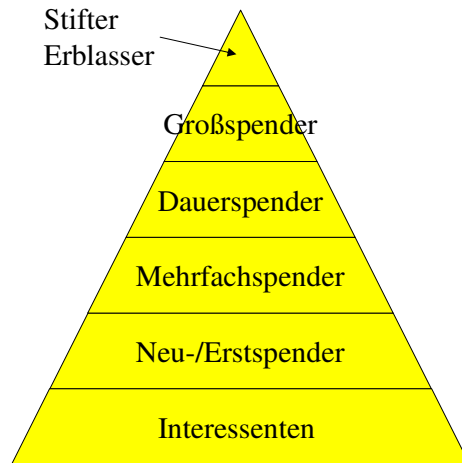 Stifter
Erblasser
Großspender
Dauerspender
Mehrfachspender
Neu-/Erstspender
Interessenten